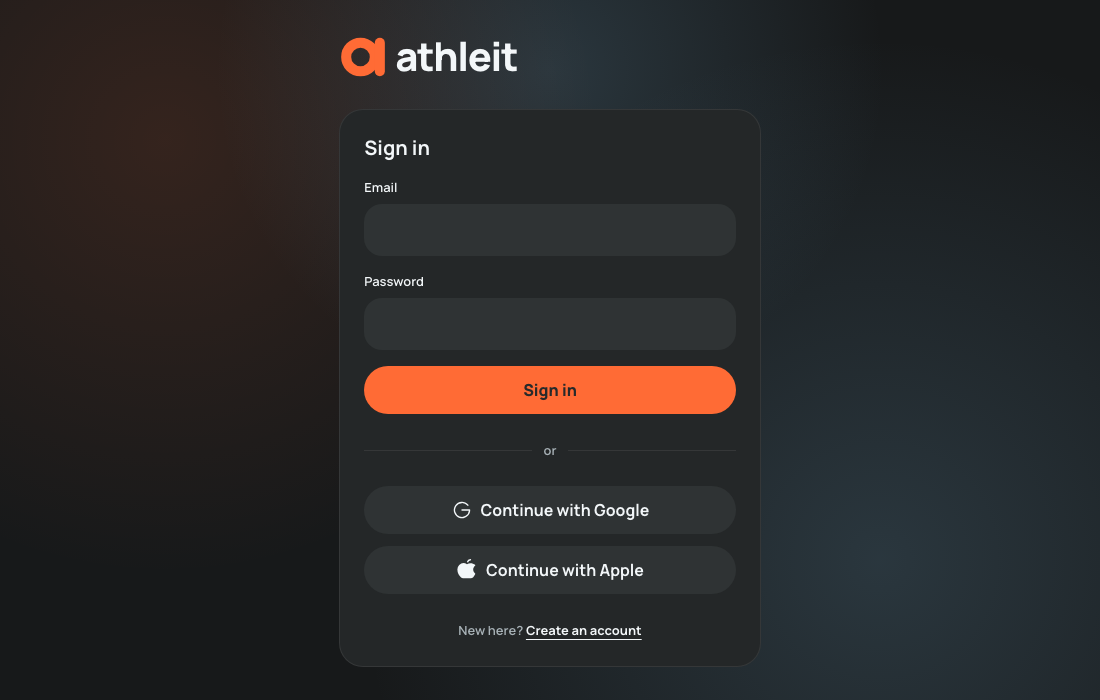 athleit
Sign in
Email
Password
Sign in
or
Continue with Google
Continue with Apple
New here? Create an account